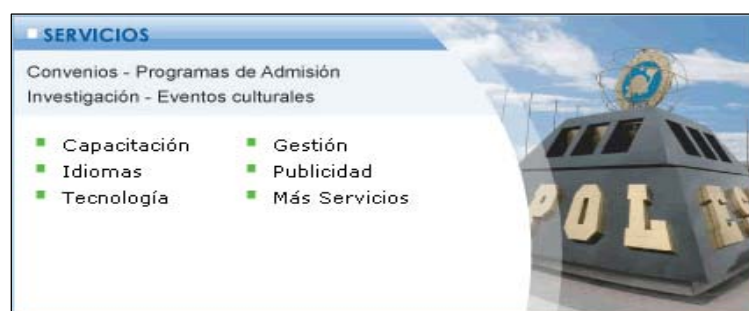 SERVICIOS
Convenios - Programas de Admisión
Investigación - Eventos culturales
Capacitación
Idiomas
Tecnología
Gestión
Publicidad
Más Servicios
POL